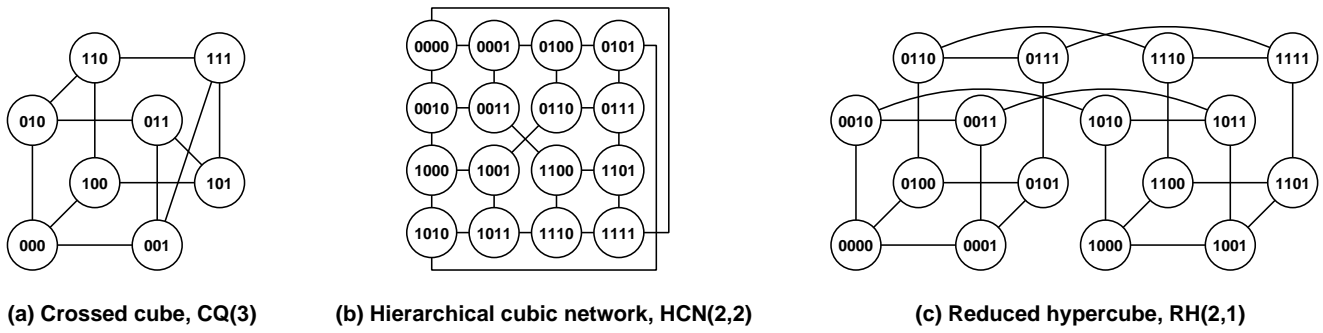 110 111 0000 0001 0100 0101 0110 0111 1110 1111
010 011 0010 0011 0110 0111 0010 0011 1010 1011
100 101 1000 1001 1100 1101 0100 0101 1100 1101
000 001 1010 1011 1110 1111 0000 0001 1000 1001
(a) Crossed cube, CQ(3) (b) Hierarchical cubic network, HCN(2,2) (c) Reduced hypercube, RH(2,1)